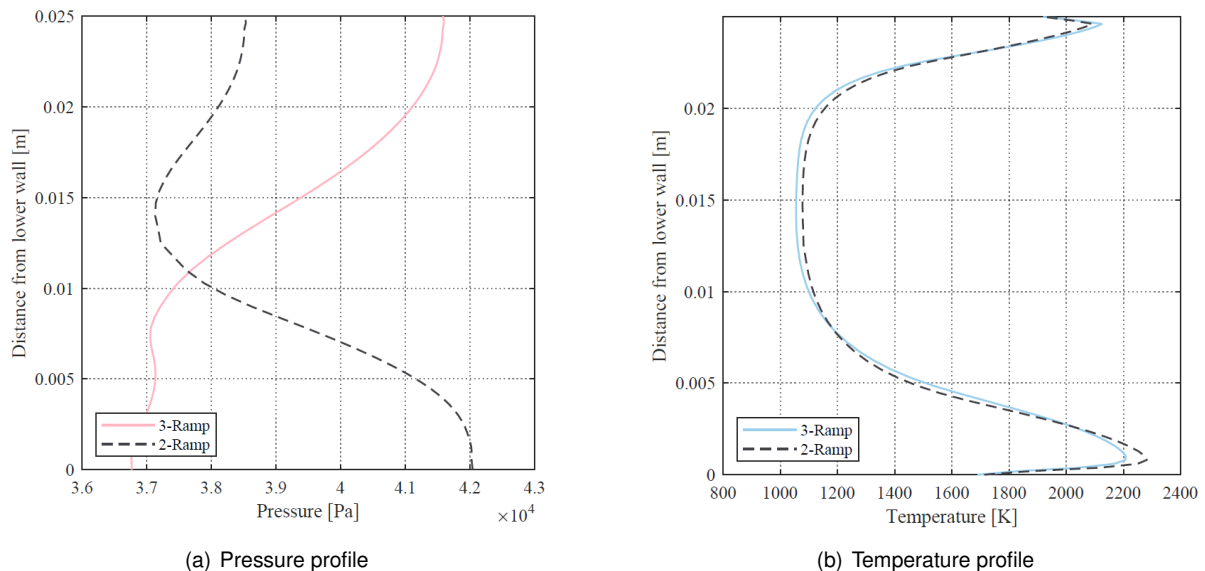 0.025
0.02
0.015
0.01
0.005
0
Distance from lower wall [m]
3-Ramp
2-Ramp
3.6 3.7 3.8 3.9 4 4.1 4.2 4.3
Pressure [Pa]
×10⁴
(a) Pressure profile
0.02
0.015
0.01
0.005
0
Distance from lower wall [m]
3-Ramp
2-Ramp
800 1000 1200 1400 1600 1800 2000 2200 2400
Temperature [K]
(b) Temperature profile